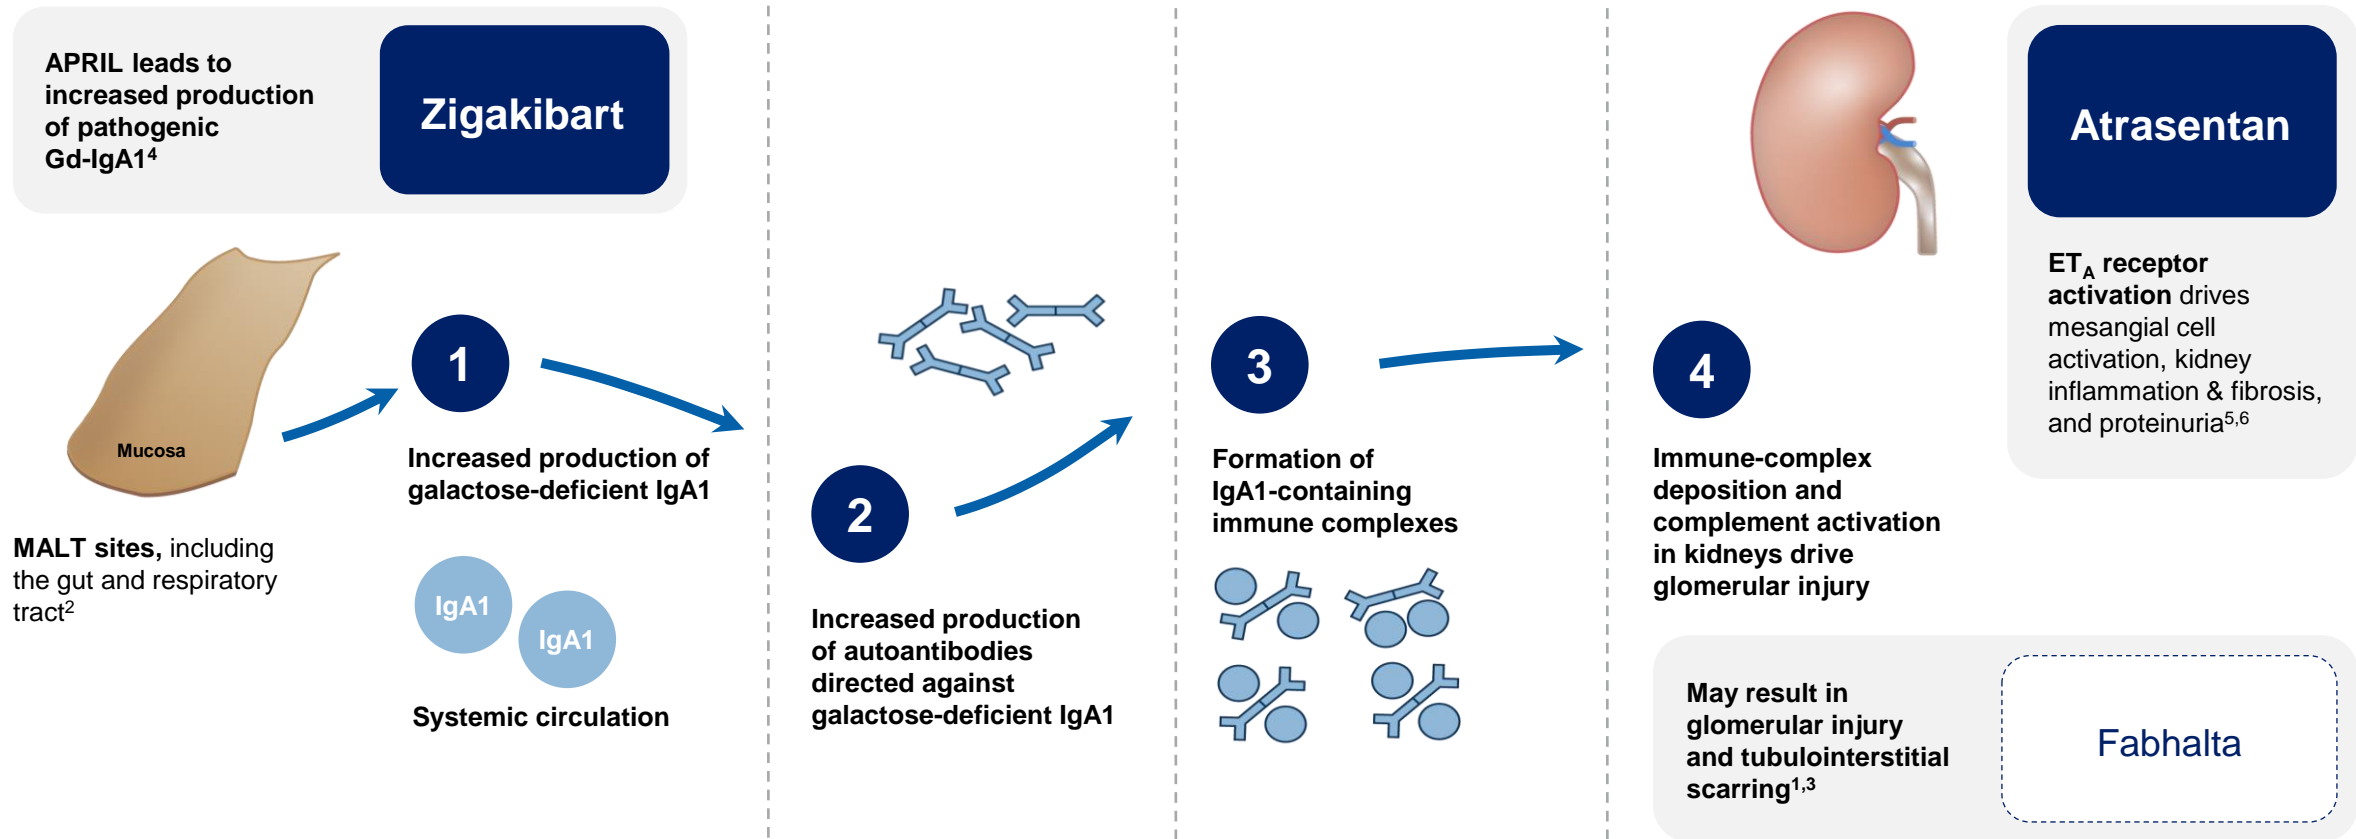 APRIL leads to
increased production
of pathogenic
Gd-IgA1⁴
Zigakibart
Mucosa
MALT sites, including
the gut and respiratory
tract²
1
Increased production of
galactose-deficient IgA1
IgA1
IgA1
Systemic circulation
2
Increased production
of autoantibodies
directed against
galactose-deficient IgA1
3
Formation of
IgA1-containing
immune complexes
4
Immune-complex
deposition and
complement activation
in kidneys drive
glomerular injury
Atrasentan
ET_A receptor
activation drives
mesangial cell
activation, kidney
inflammation & fibrosis,
and proteinuria⁵,⁶
May result in
glomerular injury
and tubulointerstitial
scarring¹,³
Fabhalta